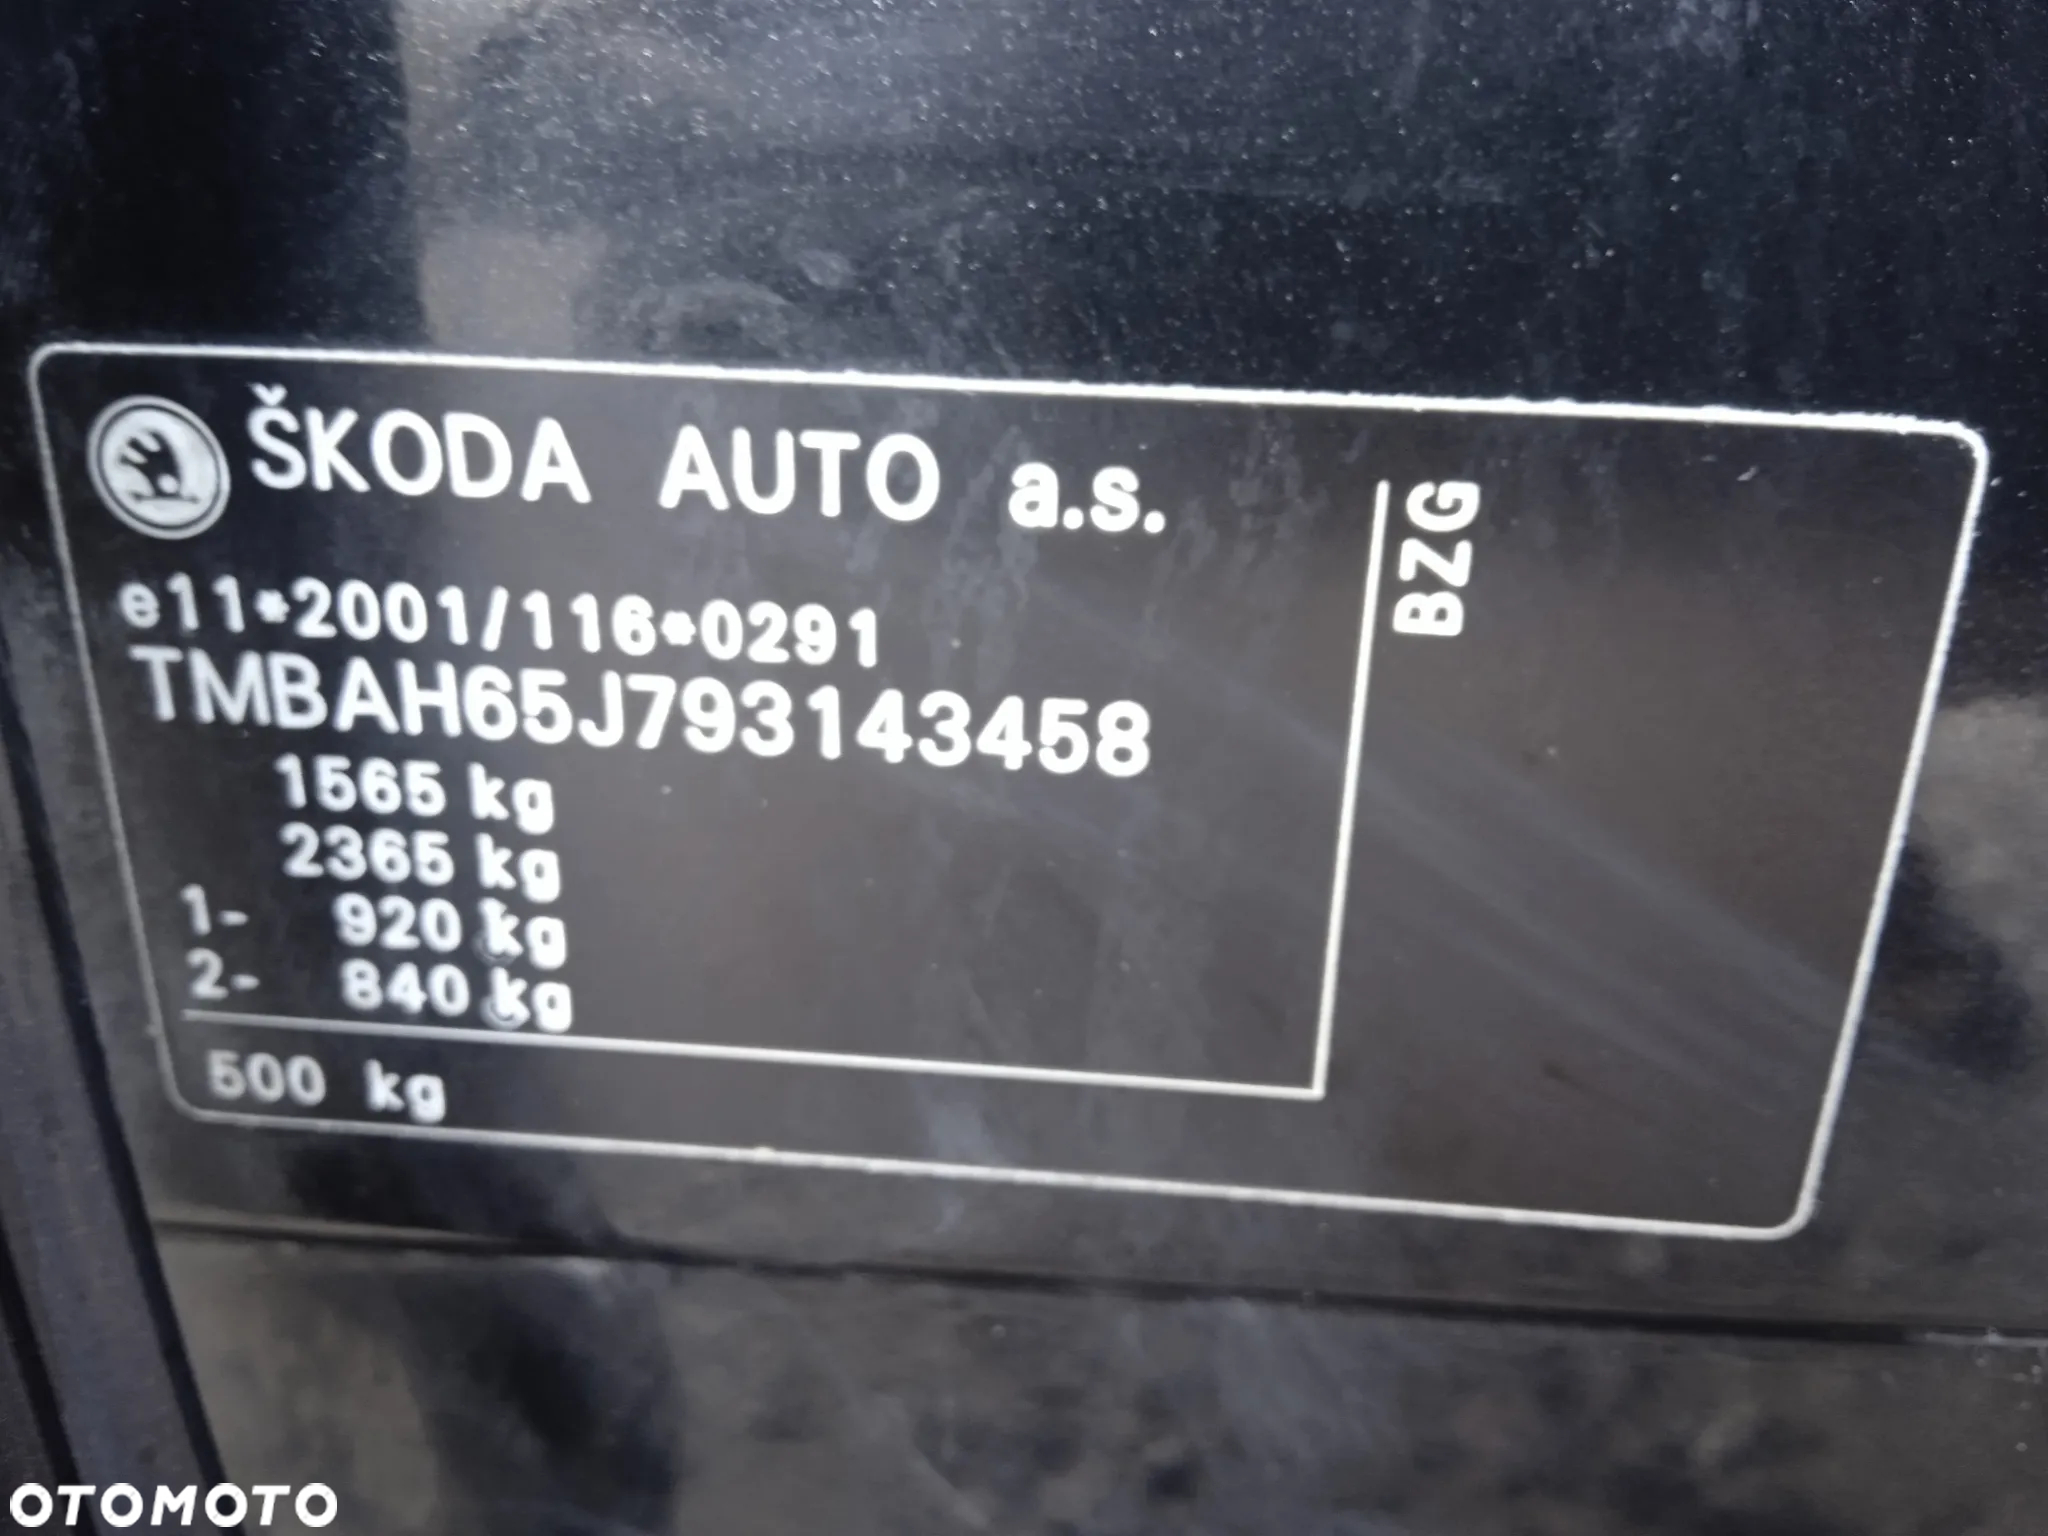 ŠKODA AUTO a.s.
e11*2001/116*0291
TMBAH65J793143458
1565 kg
2365 kg
1- 920 kg
2- 840 kg
500 kg
BZG
OTOMOTO